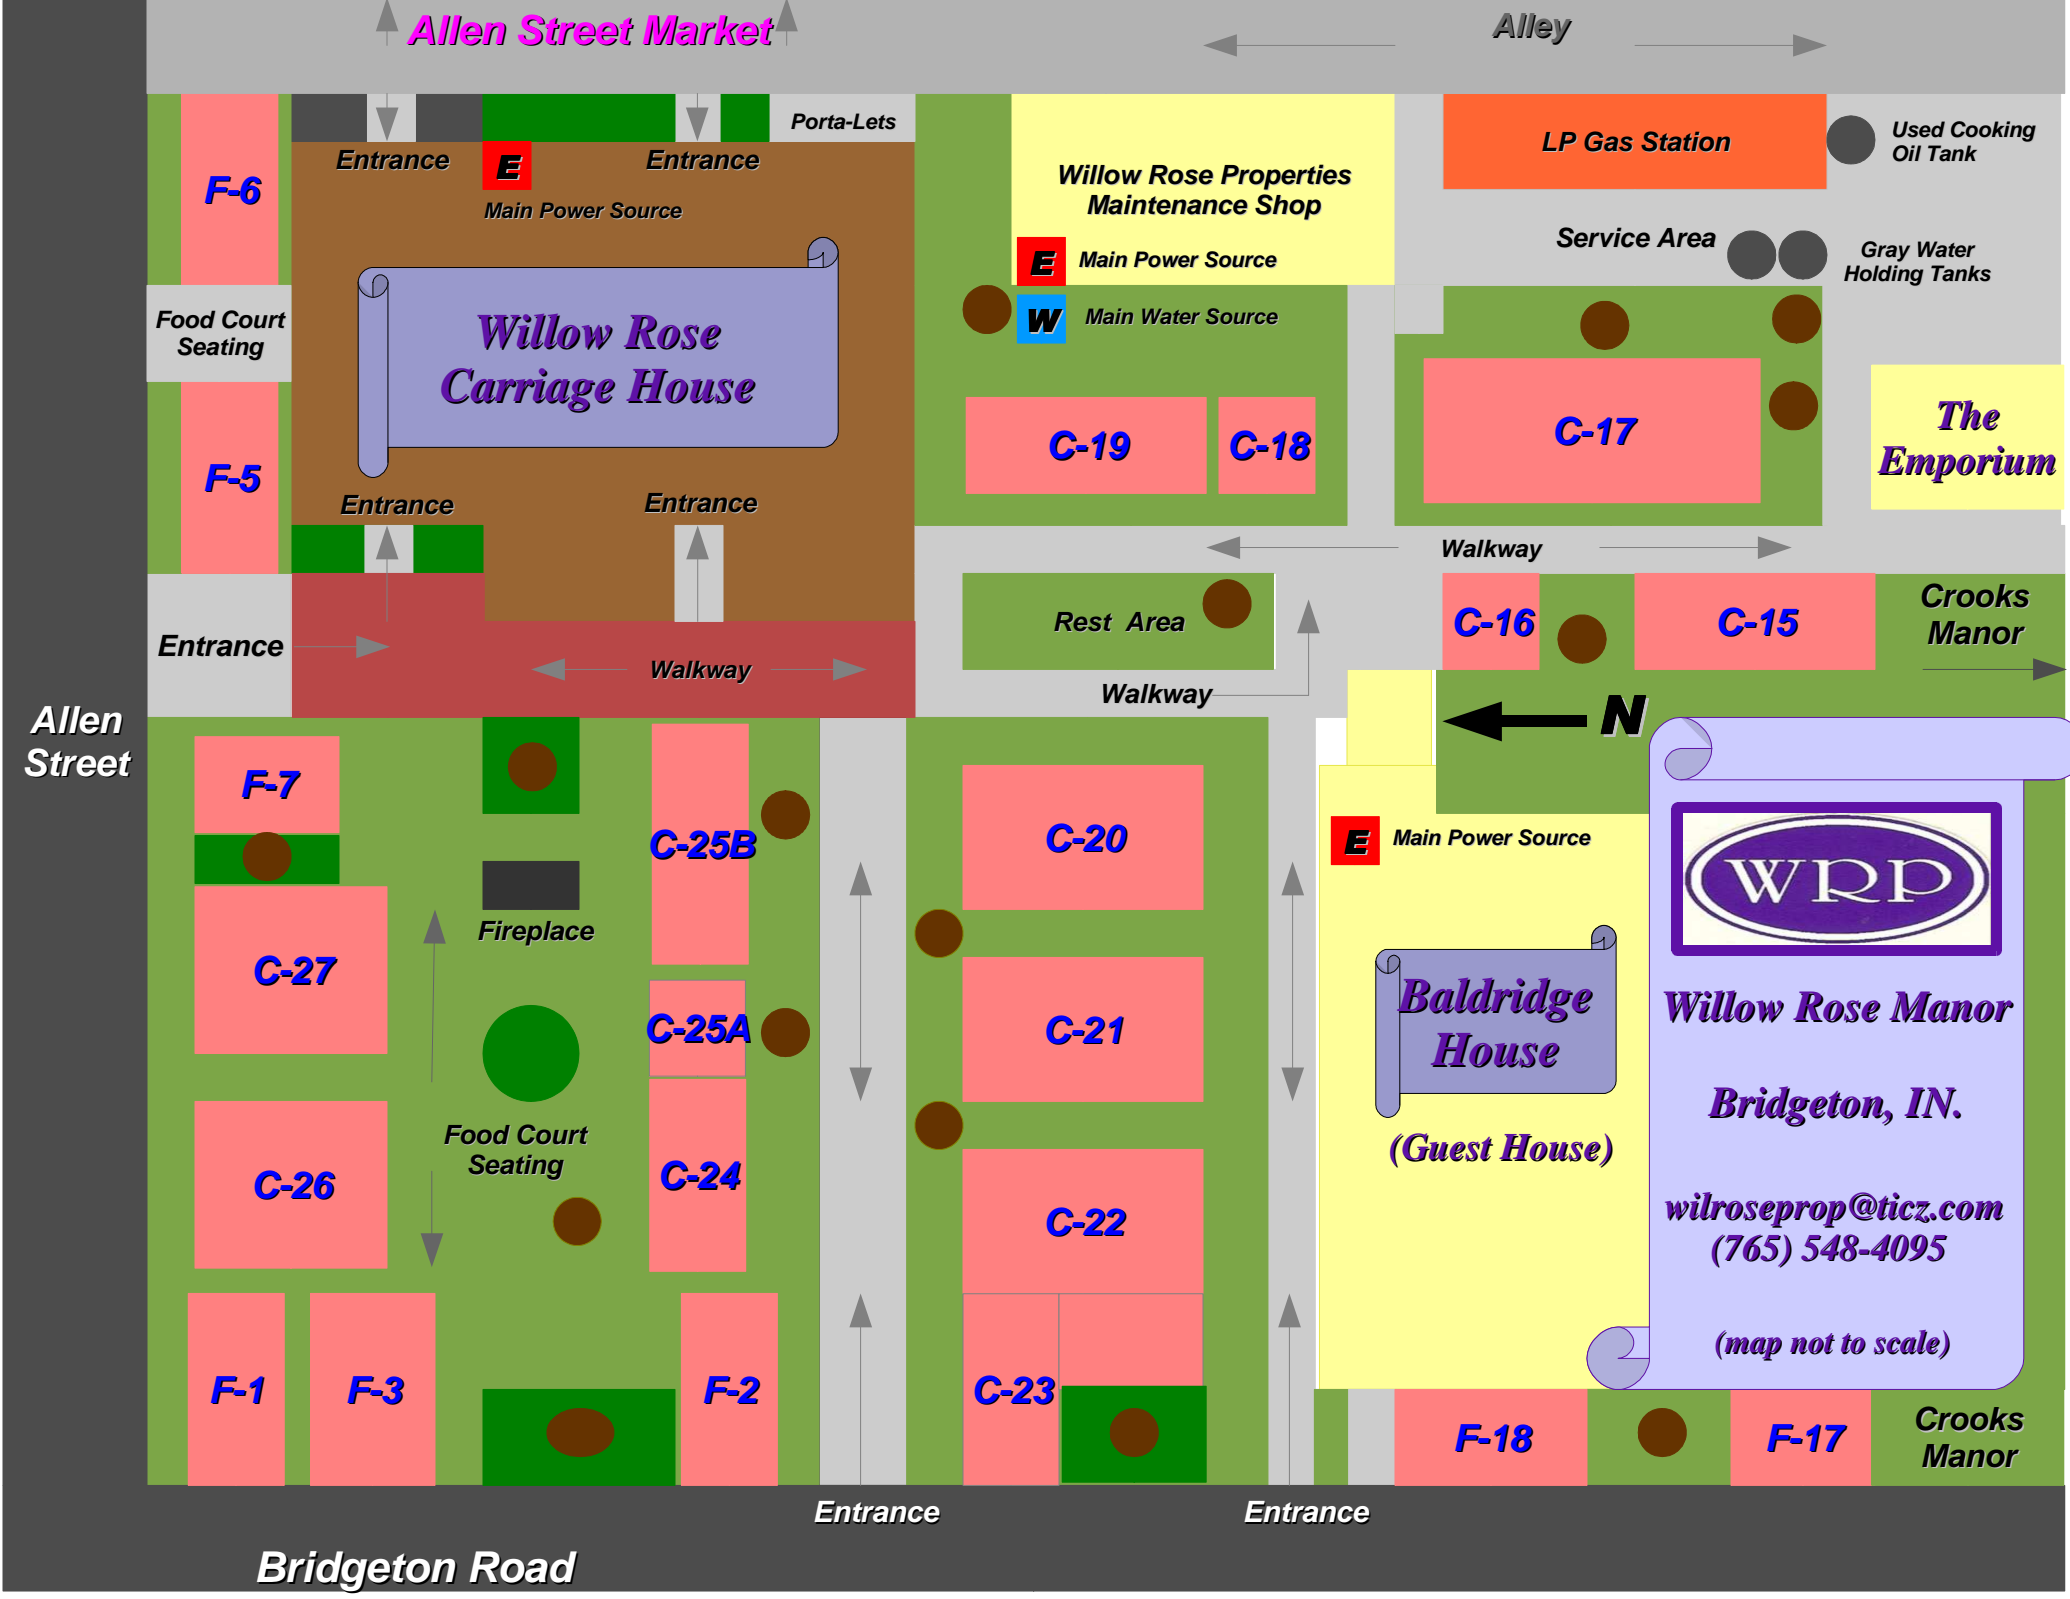 Allen Street Market
Alley
Porta-Lets
Entrance
Entrance
E
Main Power Source
F-6
Willow Rose Properties
Maintenance Shop
E
Main Power Source
W
Main Water Source
LP Gas Station
Used Cooking
Oil Tank
Service Area
Gray Water
Holding Tanks
Food Court
Seating
Willow Rose
Carriage House
F-5
Entrance
Entrance
C-19
C-18
C-17
The
Emporium
Walkway
Entrance
Walkway
Rest Area
Walkway
C-16
C-15
Crooks
Manor
N
Allen
Street
F-7
C-25B
C-20
E
Main Power Source
WRP
Fireplace
C-27
C-25A
C-21
Baldridge
House
(Guest House)
Willow Rose Manor
Bridgeton, IN.
wilroseprop@ticz.com
(765) 548-4095
(map not to scale)
Food Court
Seating
C-26
C-24
C-22
F-1
F-3
F-2
C-23
F-18
F-17
Crooks
Manor
Entrance
Entrance
Bridgeton Road